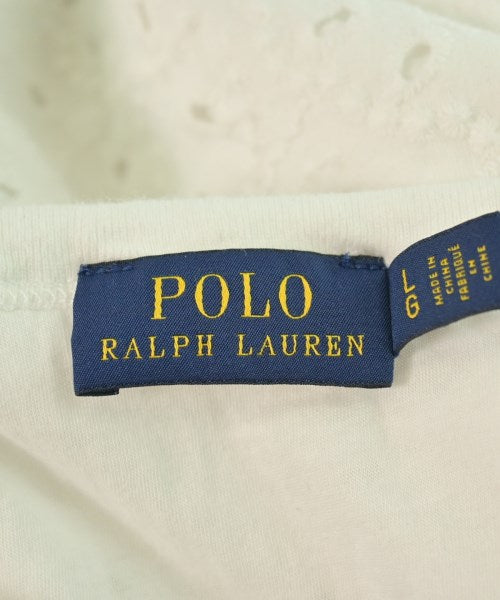 POLO
RALPH LAUREN
L
G
MADE IN
CHINA
FABRIQUÉ
EN
CHINE